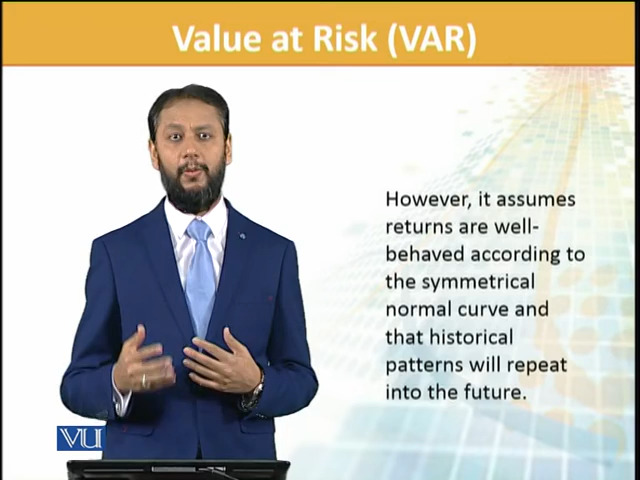 Value at Risk (VAR)
However, it assumes
returns are well-
behaved according to
the symmetrical
normal curve and
that historical
patterns will repeat
into the future.
VU